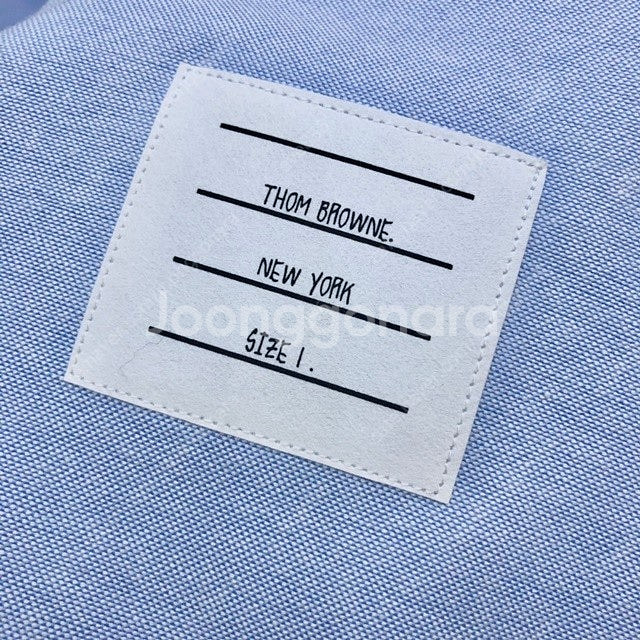 THOM BROWNE.
NEW YORK
Joonggonara
SIZE 1.